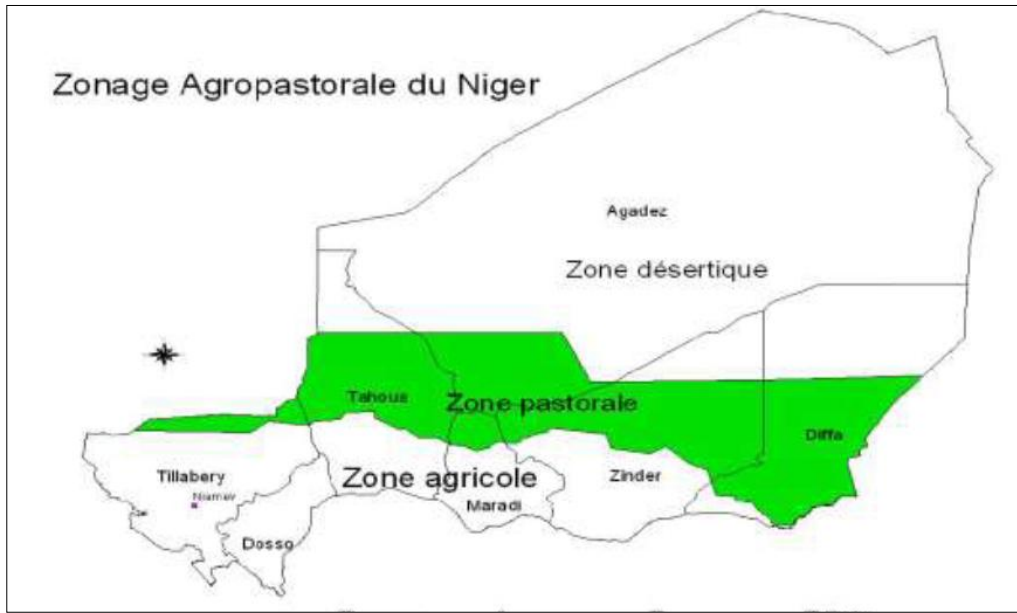 Zonage Agropastorale du Niger
Agadez
Zone désertique
Tahoua
Zone pastorale
Diffa
Tillabery
Zone agricole
Zinder
Niamey
Maradi
Dosso